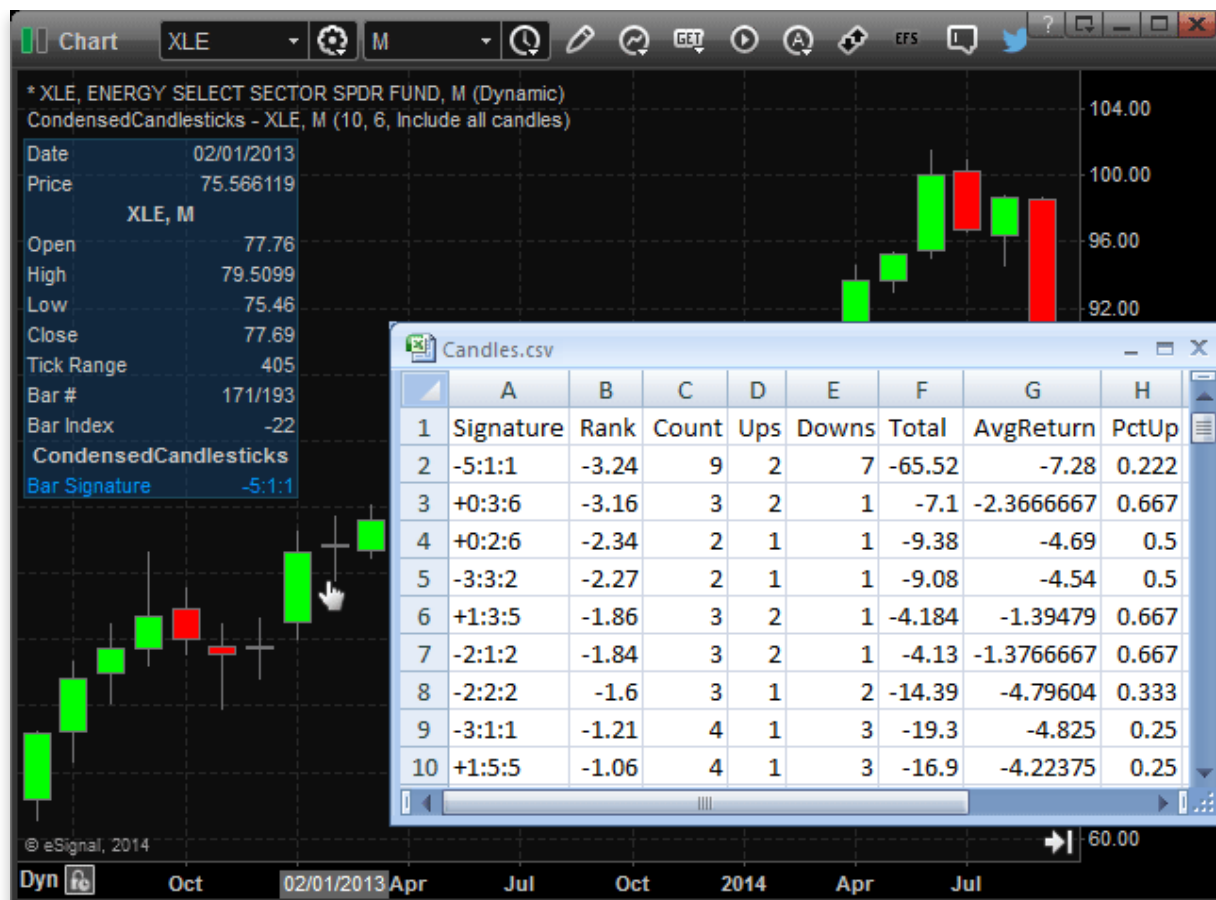 Chart XLE M GET A EFS ?
* XLE, ENERGY SELECT SECTOR SPDR FUND, M (Dynamic)
CondensedCandlesticks - XLE, M (10, 6, Include all candles)
Date 02/01/2013
Price 75.566119
XLE, M
Open 77.76
High 79.5099
Low 75.46
Close 77.69
Tick Range 405
Bar # 171/193
Bar Index -22
CondensedCandlesticks
Bar Signature -5:1:1
104.00
100.00
96.00
92.00
Candles.csv
A B C D E F G H
1 Signature Rank Count Ups Downs Total AvgReturn PctUp
2 -5:1:1 -3.24 9 2 7 -65.52 -7.28 0.222
3 +0:3:6 -3.16 3 2 1 -7.1 -2.3666667 0.667
4 +0:2:6 -2.34 2 1 1 -9.38 -4.69 0.5
5 -3:3:2 -2.27 2 1 1 -9.08 -4.54 0.5
6 +1:3:5 -1.86 3 2 1 -4.184 -1.39479 0.667
7 -2:1:2 -1.84 3 2 1 -4.13 -1.3766667 0.667
8 -2:2:2 -1.6 3 1 2 -14.39 -4.79604 0.333
9 -3:1:1 -1.21 4 1 3 -19.3 -4.825 0.25
10 +1:5:5 -1.06 4 1 3 -16.9 -4.22375 0.25
60.00
© eSignal, 2014
Dyn Oct 02/01/2013 Apr Jul Oct 2014 Apr Jul